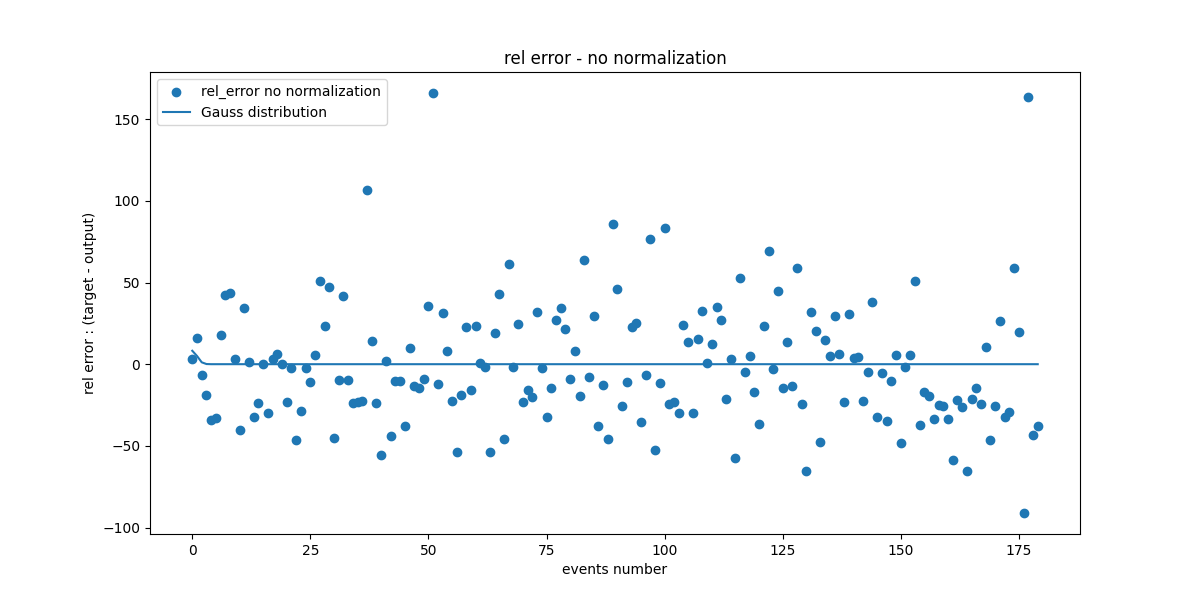 rel error - no normalization
rel_error no normalization
Gauss distribution
rel error : (target - output)
150
100
50
0
−50
−100
0 25 50 75 100 125 150 175
events number